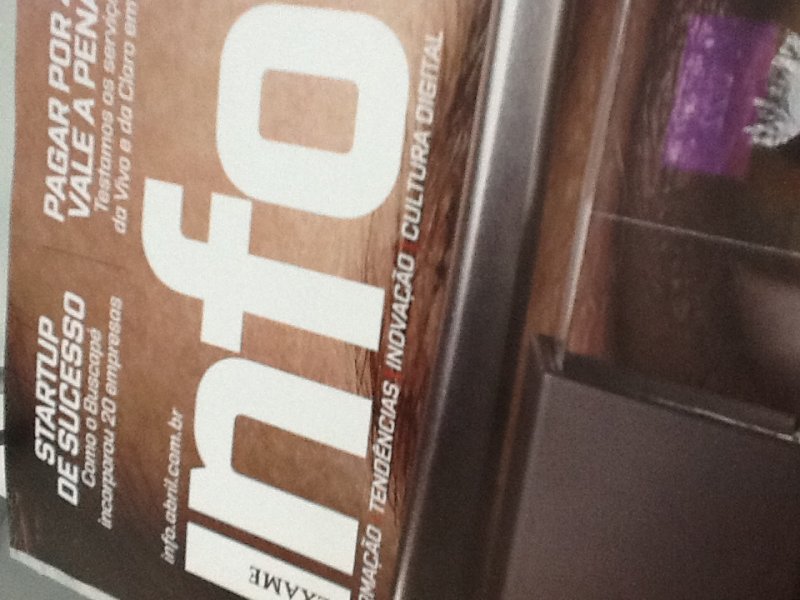 STARTUP
DE SUCESSO
Como o Buscapé
incorporou 20 empresas
PAGAR POR
VALE A PENA
Testamos os
da Vivo e da Claro em
info.abril.com.br
EXAME
info
TENDÊNCIAS INOVAÇÃO CULTURA DIGITAL